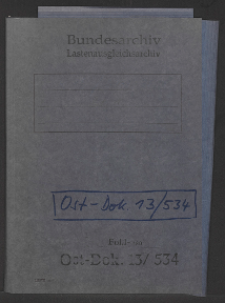 Bundesarchiv
Lastenausgleichsarchiv
Ost-Dok 13/534
Ost-Dok. 13/ 534